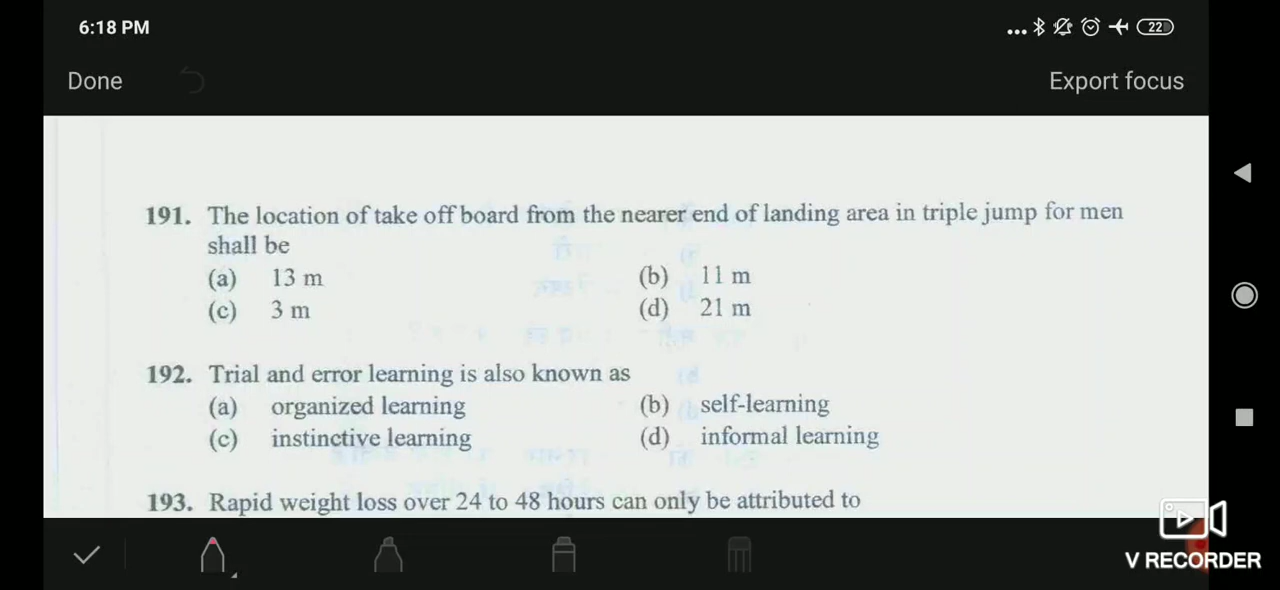 6:18 PM
22
Done
Export focus
191. The location of take off board from the nearer end of landing area in triple jump for men
shall be
(a) 13 m (b) 11 m
(c) 3 m (d) 21 m
192. Trial and error learning is also known as
(a) organized learning (b) self-learning
(c) instinctive learning (d) informal learning
193. Rapid weight loss over 24 to 48 hours can only be attributed to
V RECORDER